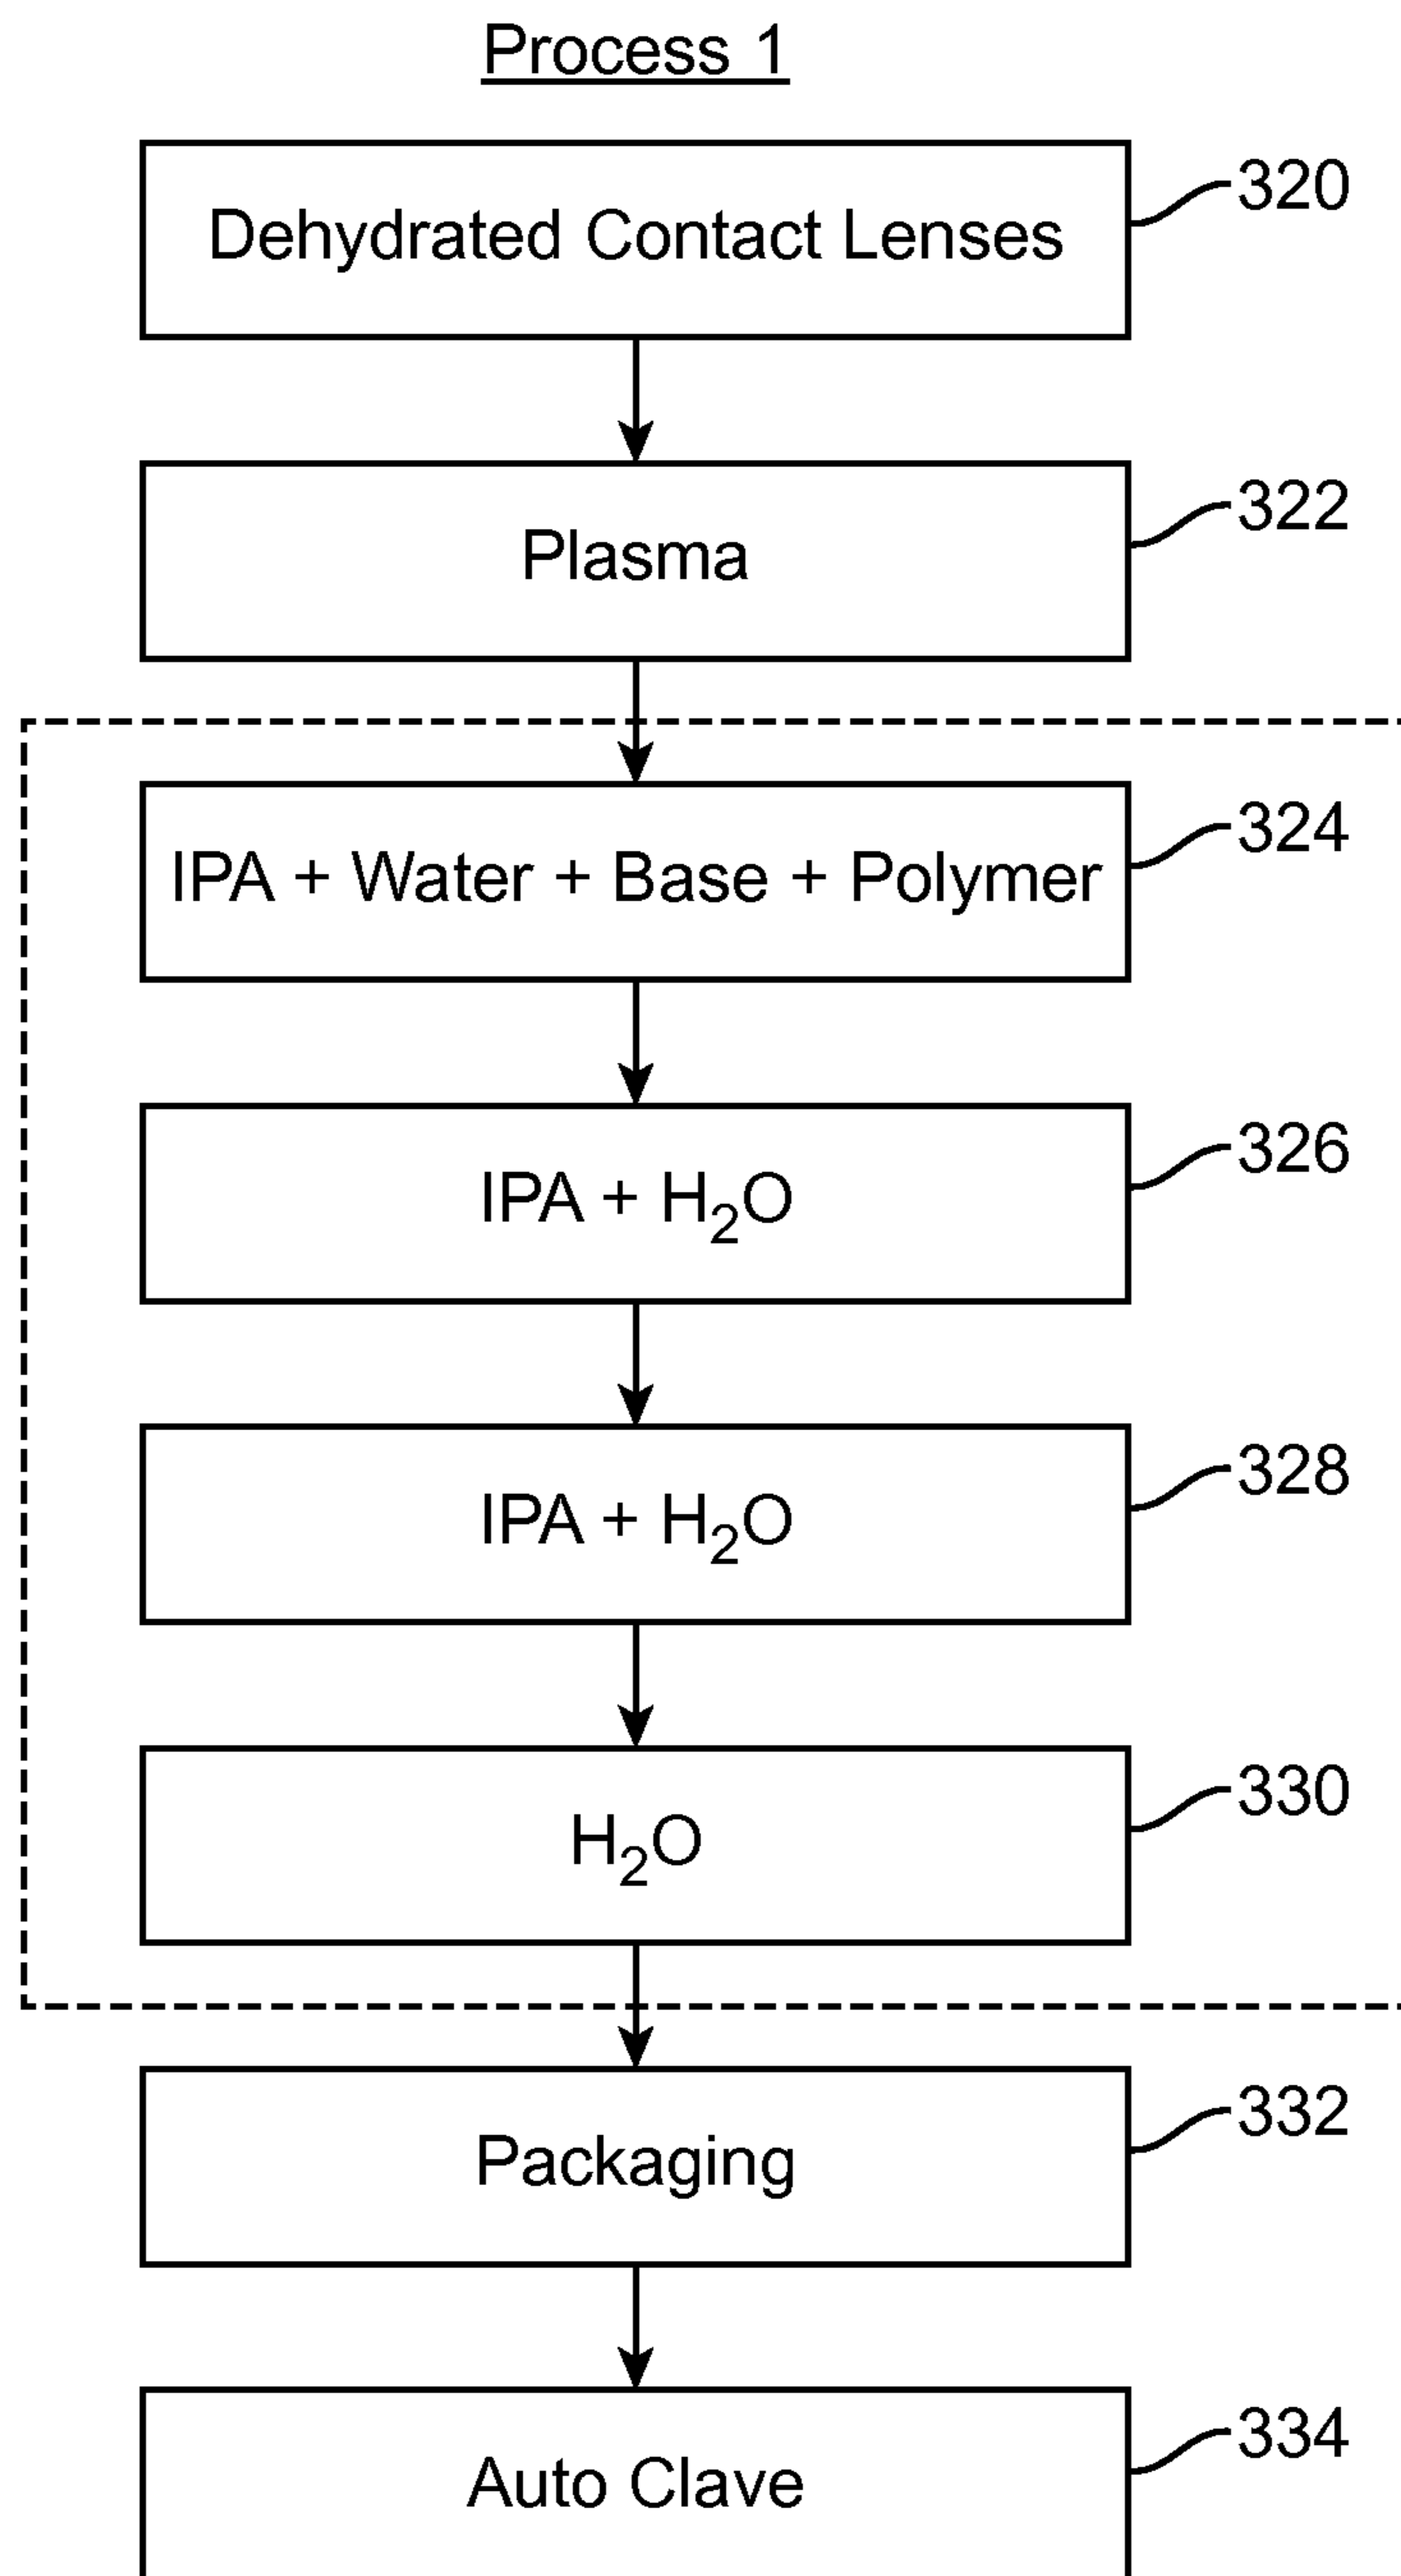 Process 1
Dehydrated Contact Lenses
320
Plasma
322
IPA + Water + Base + Polymer
324
IPA + H₂O
326
IPA + H₂O
328
H₂O
330
Packaging
332
Auto Clave
334